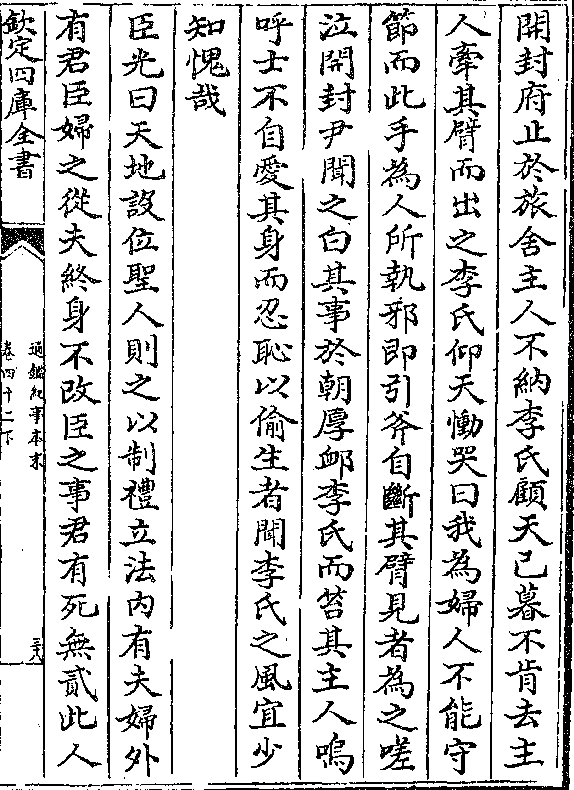 開封府止於旅舍主人不納李氏顧天已暮不肯去主
人牽其臂而出之李氏仰天慟哭曰我為婦人不能守
節而此手為人所執邪即引斧自斷其臂見者為之嗟
泣開封尹聞之白其事於朝厚䘏李氏而笞其主人嗚
呼士不自愛其身而忍恥以偷生者聞李氏之風宜少
知愧哉
臣光曰天地設位聖人則之以制禮立法内有夫婦外
有君臣婦之從夫終身不改臣之事君有死無貳此人
欽定四庫全書
通鑑紀事本末
卷四十二下